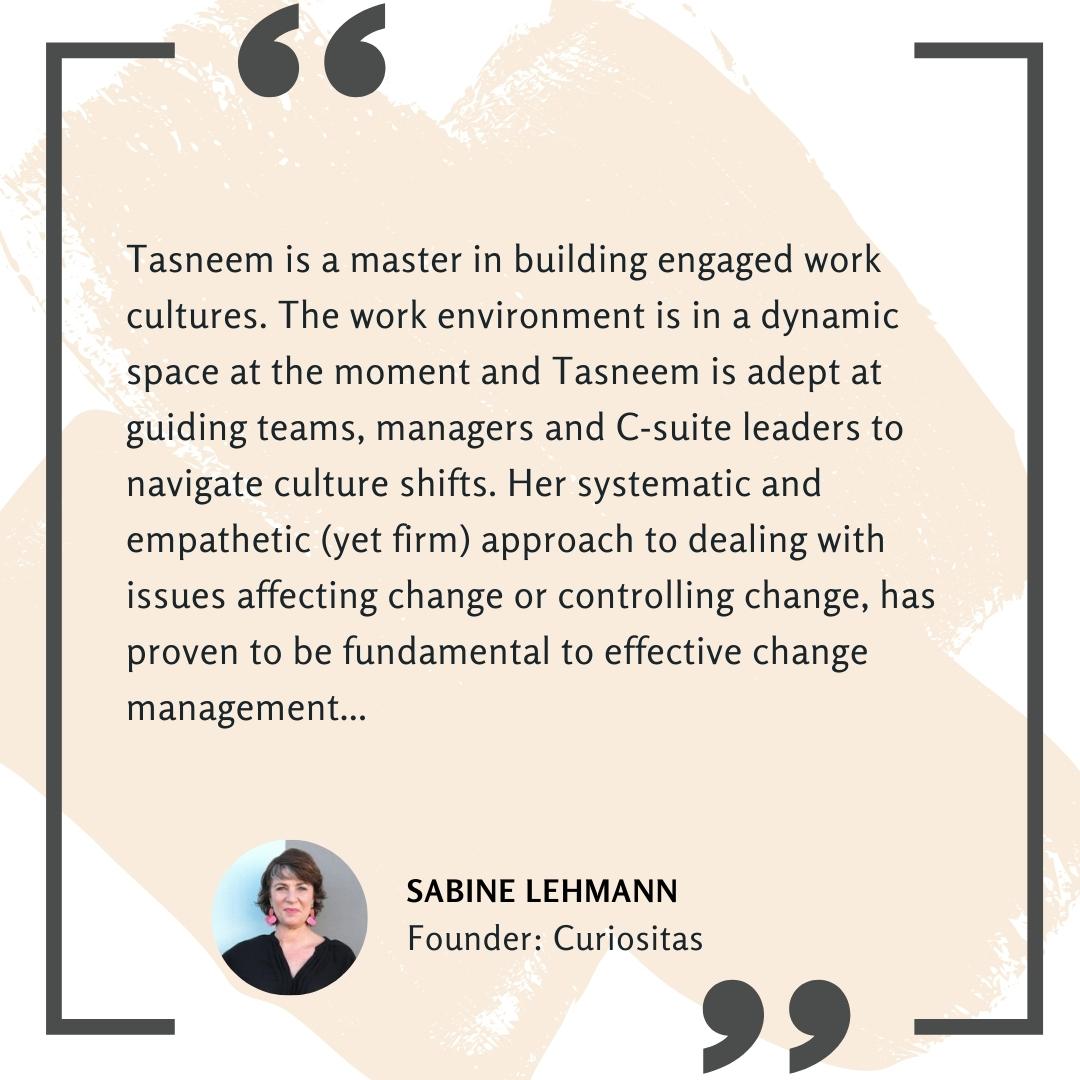 Tasneem is a master in building engaged work
cultures. The work environment is in a dynamic
space at the moment and Tasneem is adept at
guiding teams, managers and C-suite leaders to
navigate culture shifts. Her systematic and
empathetic (yet firm) approach to dealing with
issues affecting change or controlling change, has
proven to be fundamental to effective change
management...
SABINE LEHMANN
Founder: Curiositas